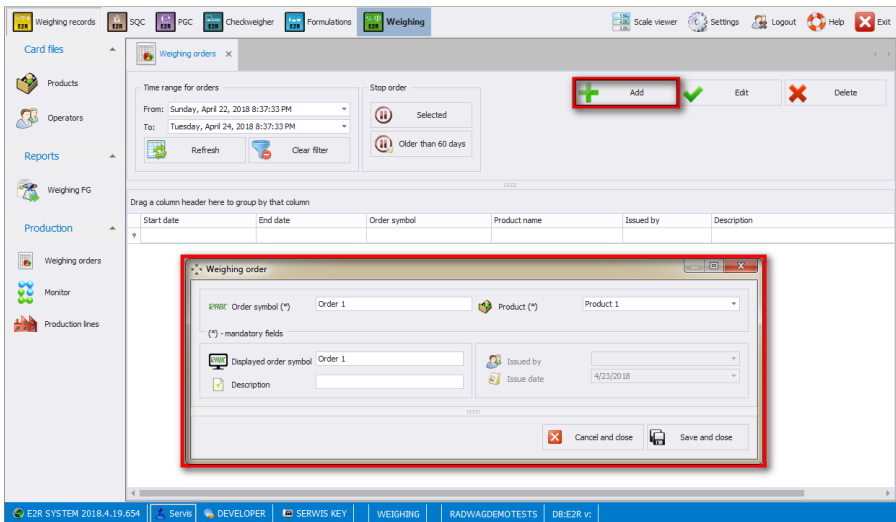 Weighing records SQC PGC Checkweigher Formulations Weighing Scale viewer Settings Logout Help Exit
Card files
Products
Operators
Reports
Weighing FG
Production
Weighing orders
Monitor
Production lines
Weighing orders
Time range for orders
From: Sunday, April 22, 2018 8:37:33 PM
To: Tuesday, April 24, 2018 8:37:33 PM
Refresh Clear filter
Stop order
Selected
Older than 60 days
Add Edit Delete
Drag a column header here to group by that column
Start date End date Order symbol Product name Issued by Description
Weighing order
Order symbol (*) Order 1 Product (*) Product 1
(*) - mandatory fields
Displayed order symbol Order 1 Issued by
Description Issue date 4/23/2018
Cancel and close Save and close
E2R SYSTEM 2018.4.19.654 Servis DEVELOPER SERWIS KEY WEIGHING RADWAGDEMOTESTS DB:E2R v: